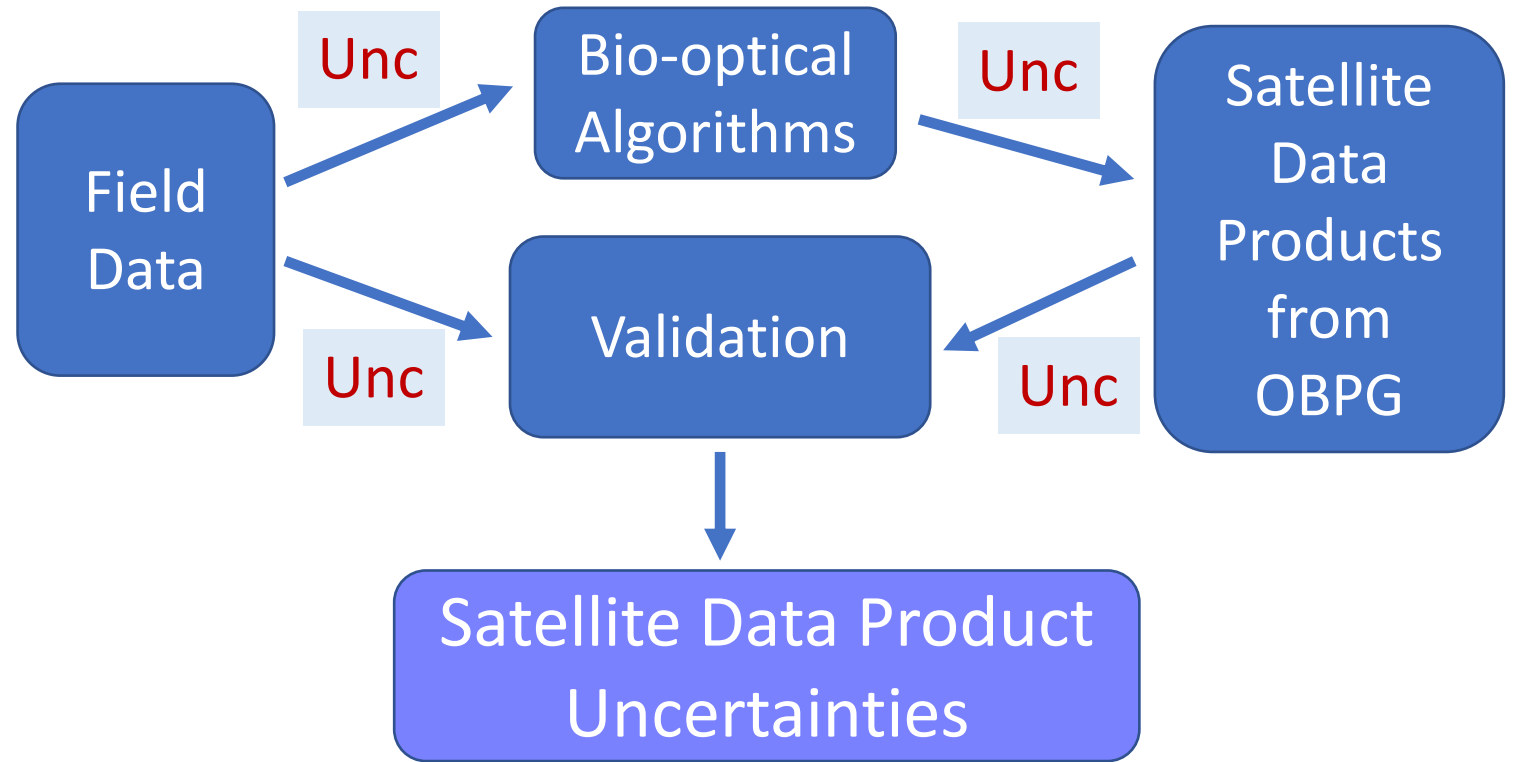 Unc
Bio-optical
Algorithms
Unc
Field
Data
Satellite
Data
Products
from
OBPG
Validation
Unc
Unc
Satellite Data Product
Uncertainties